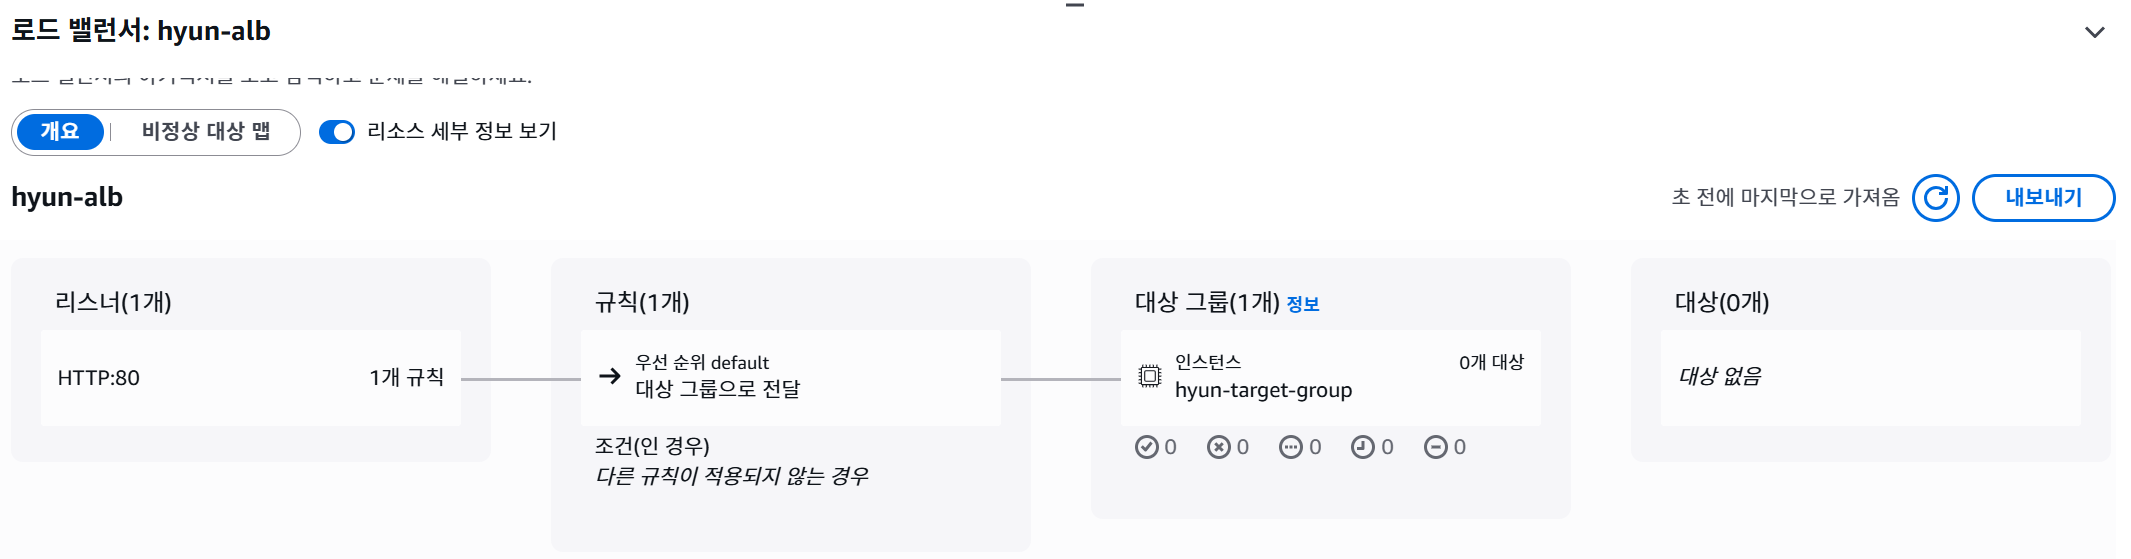 로드 밸런서: hyun-alb
개요
비정상 대상 맵
리소스 세부 정보 보기
hyun-alb
초 전에 마지막으로 가져옴
내보내기
리스너(1개)
HTTP:80
1개 규칙
규칙(1개)
우선 순위 default
대상 그룹으로 전달
조건(인 경우)
다른 규칙이 적용되지 않는 경우
대상 그룹(1개) 정보
인스턴스
0개 대상
hyun-target-group
0 0 0 0 0
대상(0개)
대상 없음